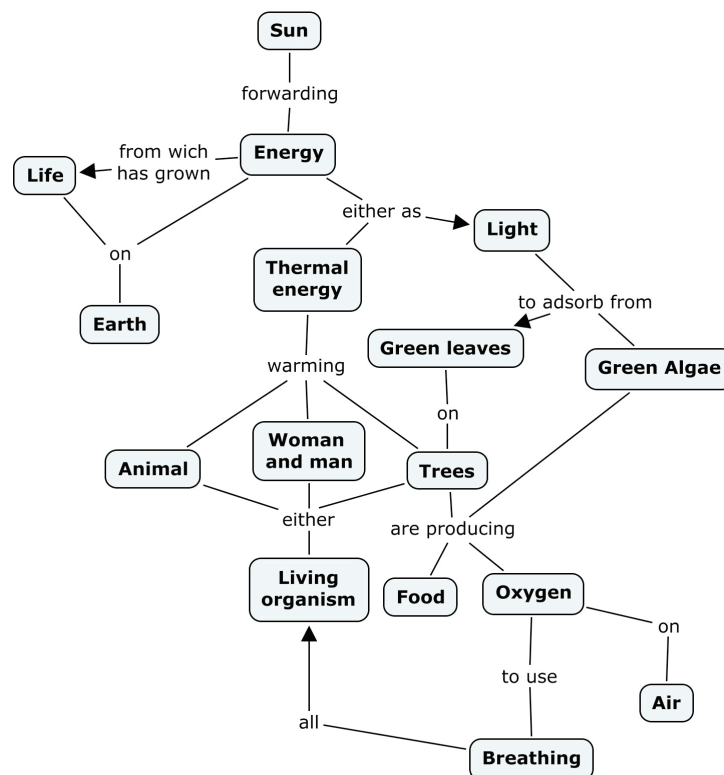 Sun
forwarding
Energy
from wich
has grown
Life
either as
Light
on
Thermal
energy
to adsorb from
Earth
Green leaves
Green Algae
warming
on
Woman
and man
Animal
Trees
either
are producing
Living
organism
Food
Oxygen
on
to use
Air
all
Breathing